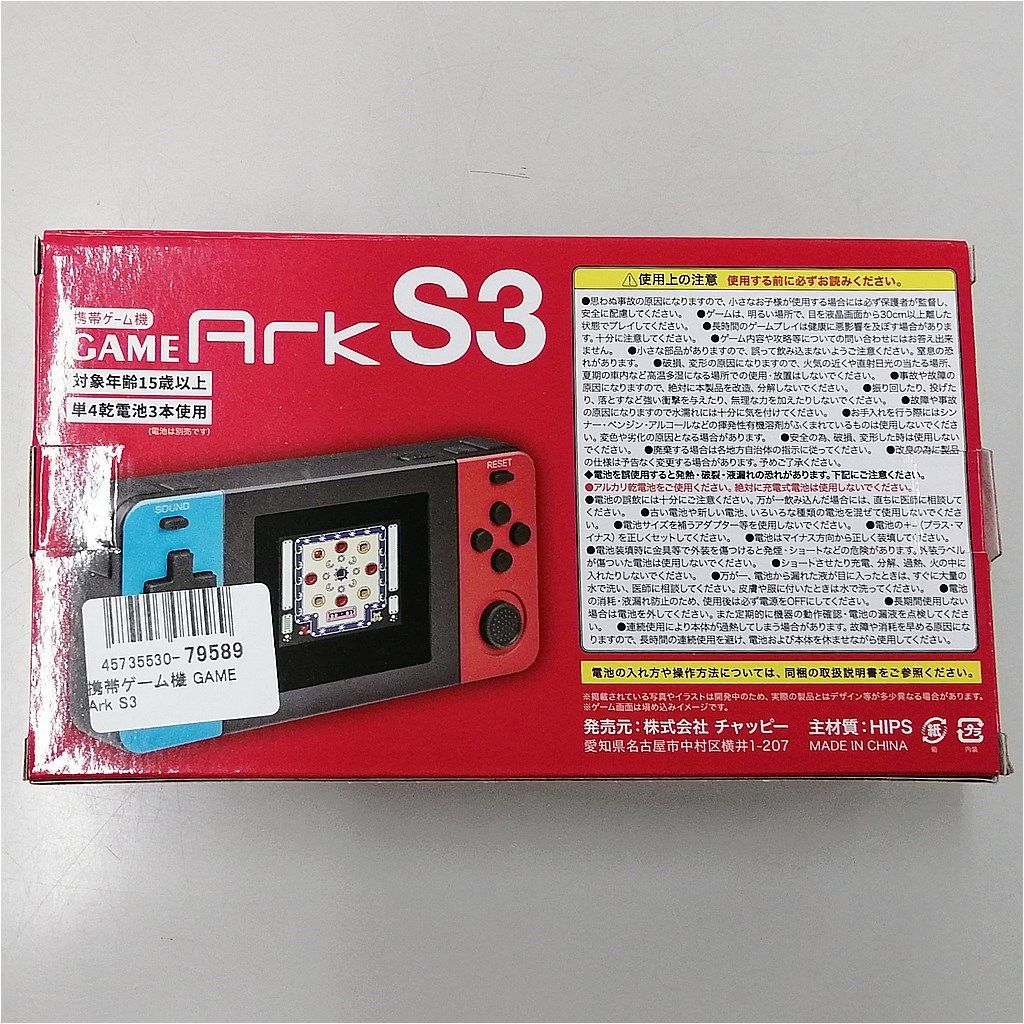 携帯ゲーム機
GAME Ark S3
対象年齢15歳以上
単4乾電池3本使用
(電池は別売です)
SOUND
RESET
45735530-79589
携帯ゲーム機 GAME
Ark S3
⚠使用上の注意 使用する前に必ずお読みください。
●思わぬ事故の原因になりますので、小さなお子様が使用する場合には必ず保護者が監督し、
安全に配慮してください。 ●ゲームは、明るい場所で、目を液晶画面から30cm以上離した
状態でプレイしてください。 ●長時間のゲームプレイは健康に悪影響を及ぼす場合がありま
す。十分に注意してください。 ●ゲーム内容や攻略等についての問い合わせにはお答え出来
ません。 ●小さな部品がありますので、誤って飲み込まないようご注意ください。窒息の恐
れがあります。 ●破損、変形の原因になりますので、火気の近くや直射日光の当たる場所、
夏期の車内など高温多湿になる場所での使用・放置はしないでください。 ●事故や故障の
原因になりますので、絶対に本製品を改造、分解しないでください。 ●振り回したり、投げた
り、落とすなど強い衝撃を与えたり、無理な力を加えたりしないでください。 ●故障や事故
の原因になりますので水濡れには十分に気を付けてください。 ●お手入れを行う際にはシン
ナー・ベンジン・アルコールなどの揮発性有機溶剤がふくまれているものは使用しないでくださ
い。変色や劣化の原因となる場合があります。 ●安全の為、破損、変形した時は使用しない
でください。 ●廃棄する場合は各地方自治体の指示に従ってください。 ●改良の為に製品
の仕様は予告なく変更する場合があります。予めご了承ください。
◆電池を誤使用すると発熱・破裂・液漏れの恐れがあります。下記にご注意ください。
●アルカリ乾電池をご使用ください。絶対に充電式電池は使用しないでください。
●電池の誤飲には十分にご注意ください。万が一飲み込んだ場合には、直ちに医師に相談して
ください。 ●古い電池や新しい電池、いろいろな種類の電池を混ぜて使用しないでくださ
い。 ●電池サイズを補うアダプター等を使用しないでください。 ●電池の+−(プラス・マ
イナス)を正しくセットしてください。 ●電池はマイナス方向から正しく装填してください。
●電池装填時に金具等で外装を傷つけると発煙・ショートなどの危険があります。外装ラベル
が傷ついた電池は使用しないでください。 ●ショートさせたり充電、分解、過熱、火の中に
入れたりしないでください。 ●万が一、電池から漏れた液が目に入ったときは、すぐに大量の
水で洗い、医師に相談してください。皮膚や服に付いたときは水で洗ってください。 ●電池
の消耗・液漏れ防止のため、使用後は必ず電源をOFFにしてください。 ●長期間使用しない
場合は電池を外してください。また定期的に機器の動作確認・電池の漏液を点検してくださ
い。 ●連続使用により本体が過熱してしまう場合があります。故障や消耗を早める原因にな
りますので、長時間の連続使用を避け、電池および本体を休ませながら使用してください。
電池の入れ方や操作方法については、同梱の取扱説明書をご参照ください。
※掲載されている写真やイラストは開発中のため、実際の製品とはデザイン等が多少異なる場合があります。
※ゲーム画面は填め込みイメージです。
発売元：株式会社 チャッピー 主材質：HIPS
愛知県名古屋市中村区横井1-207 MADE IN CHINA
紙
箱
プラ
内袋